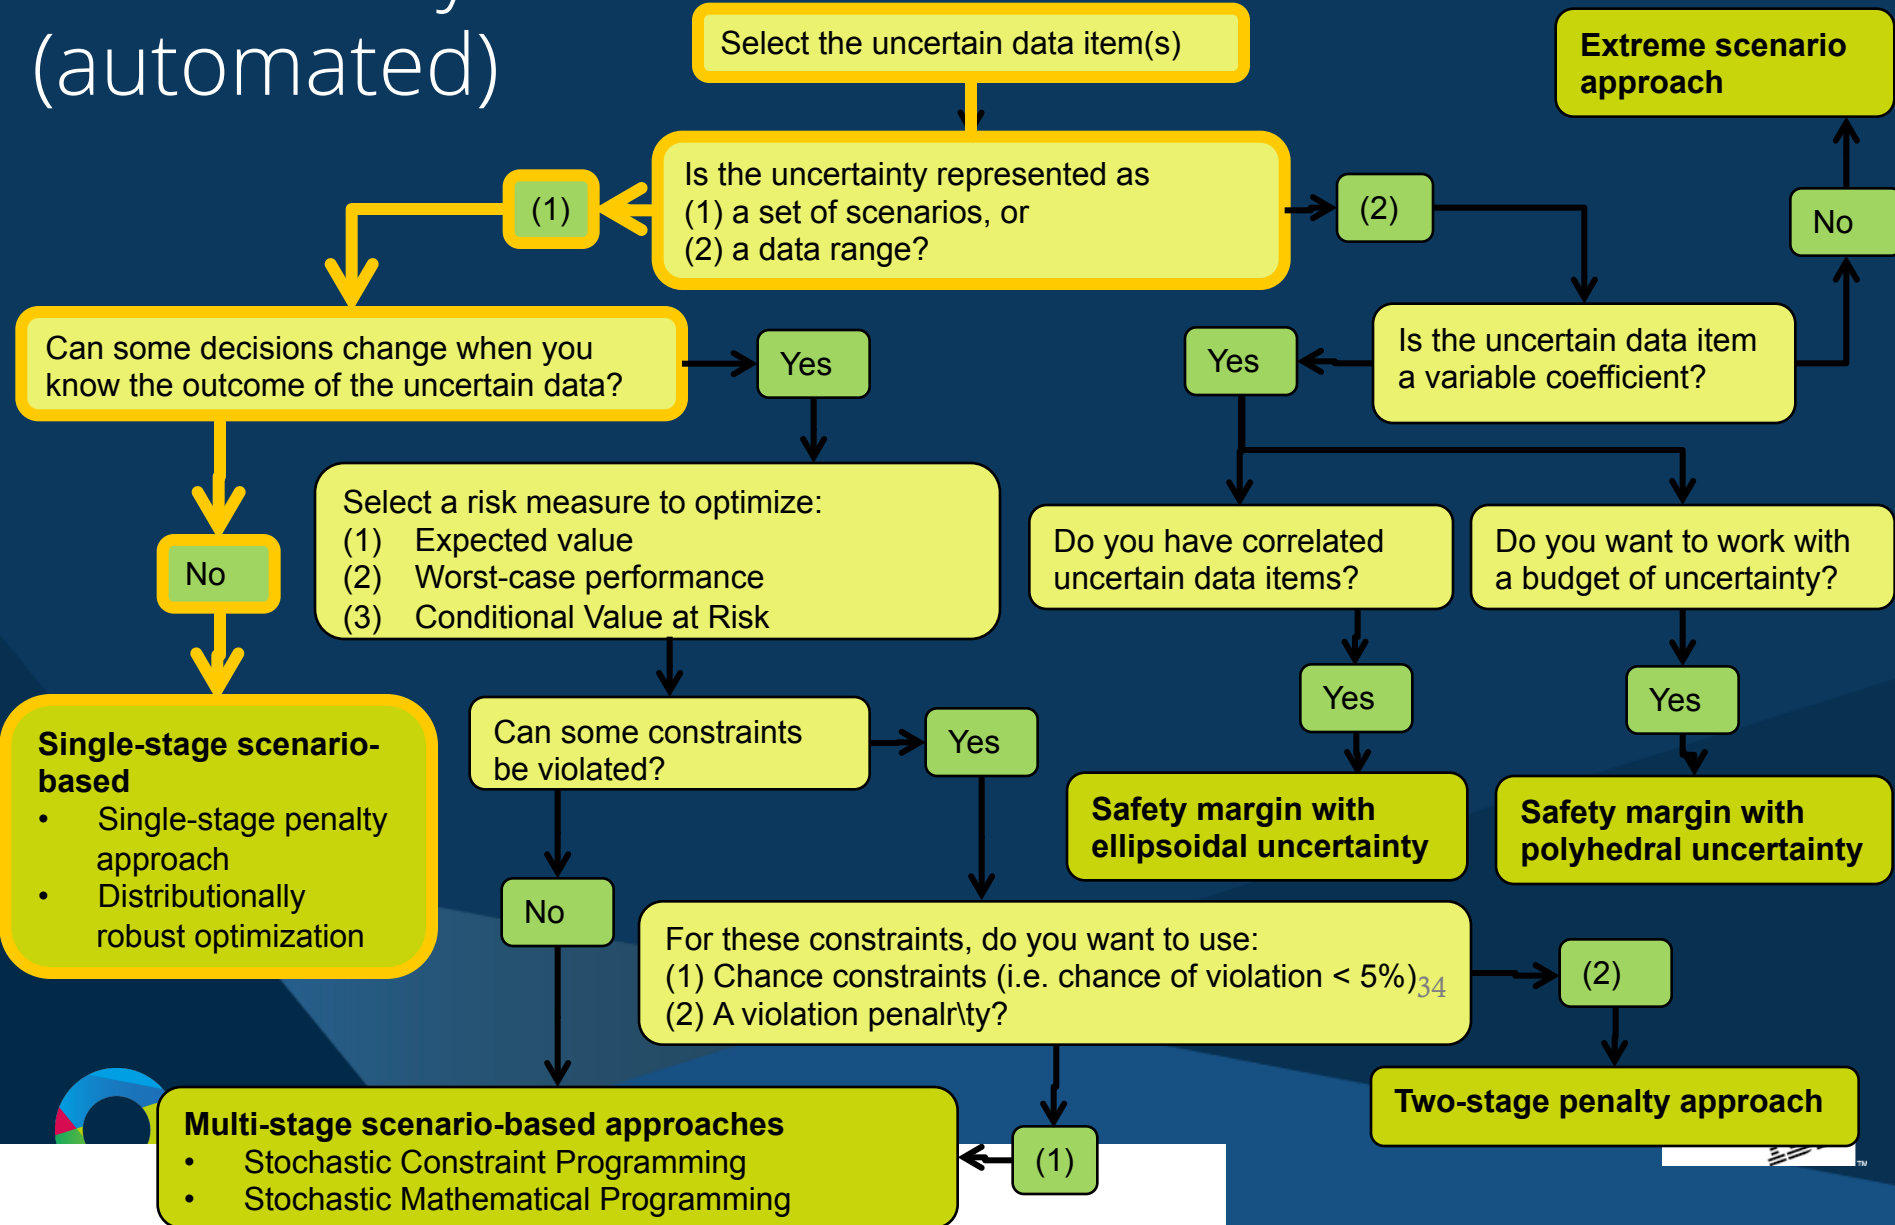 (automated)
Select the uncertain data item(s)
Extreme scenario
approach
Is the uncertainty represented as
(1) a set of scenarios, or
(2) a data range?
(1)
(2)
No
Can some decisions change when you
know the outcome of the uncertain data?
Yes
Yes
Is the uncertain data item
a variable coefficient?
Select a risk measure to optimize:
(1) Expected value
(2) Worst-case performance
(3) Conditional Value at Risk
No
Do you have correlated
uncertain data items?
Do you want to work with
a budget of uncertainty?
Yes
Yes
Single-stage scenario-
based
• Single-stage penalty
approach
• Distributionally
robust optimization
Can some constraints
be violated?
Yes
Safety margin with
ellipsoidal uncertainty
Safety margin with
polyhedral uncertainty
No
For these constraints, do you want to use:
(1) Chance constraints (i.e. chance of violation < 5%)
(2) A violation penalr\ty?
34
(2)
Two-stage penalty approach
Multi-stage scenario-based approaches
• Stochastic Constraint Programming
• Stochastic Mathematical Programming
(1)
TM